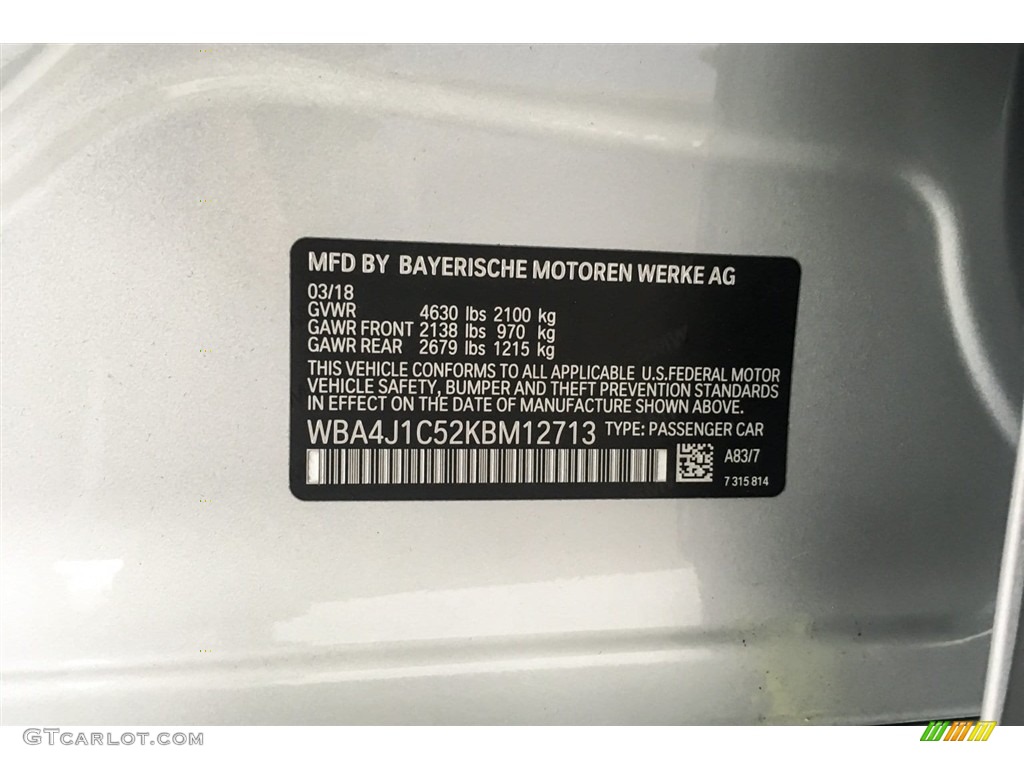 MFD BY BAYERISCHE MOTOREN WERKE AG
03/18
GVWR 4630 lbs 2100 kg
GAWR FRONT 2138 lbs 970 kg
GAWR REAR 2679 lbs 1215 kg
THIS VEHICLE CONFORMS TO ALL APPLICABLE U.S.FEDERAL MOTOR
VEHICLE SAFETY, BUMPER AND THEFT PREVENTION STANDARDS
IN EFFECT ON THE DATE OF MANUFACTURE SHOWN ABOVE.
WBA4J1C52KBM12713 TYPE: PASSENGER CAR
A83/7
7 315 814
GTCarLot.com